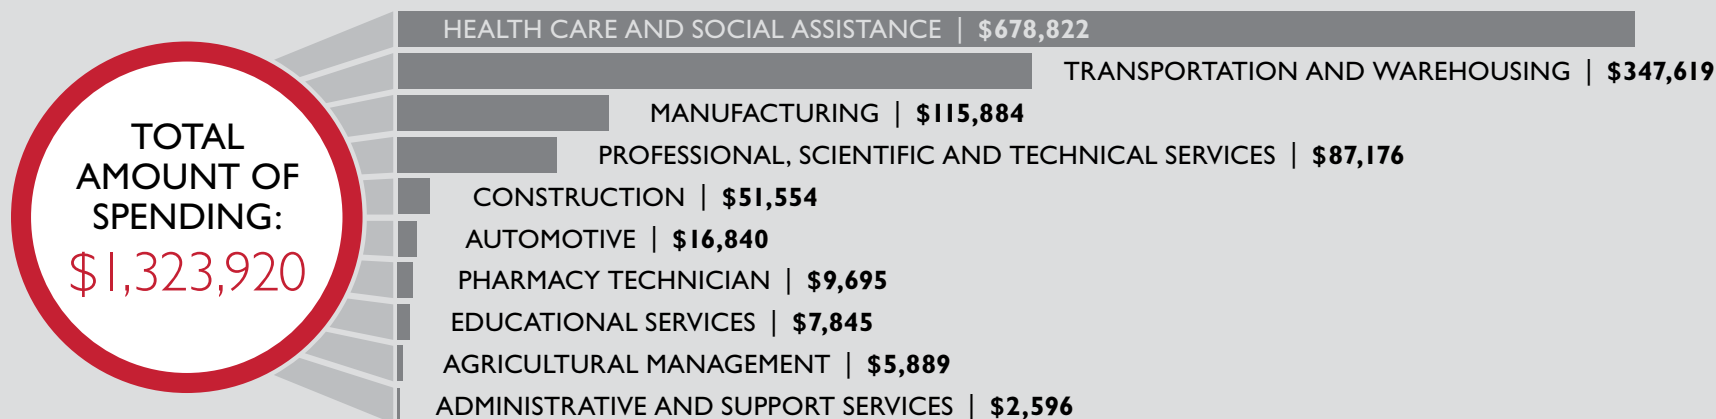 TOTAL
AMOUNT OF
SPENDING:
$1,323,920
HEALTH CARE AND SOCIAL ASSISTANCE | $678,822
TRANSPORTATION AND WAREHOUSING | $347,619
MANUFACTURING | $115,884
PROFESSIONAL, SCIENTIFIC AND TECHNICAL SERVICES | $87,176
CONSTRUCTION | $51,554
AUTOMOTIVE | $16,840
PHARMACY TECHNICIAN | $9,695
EDUCATIONAL SERVICES | $7,845
AGRICULTURAL MANAGEMENT | $5,889
ADMINISTRATIVE AND SUPPORT SERVICES | $2,596